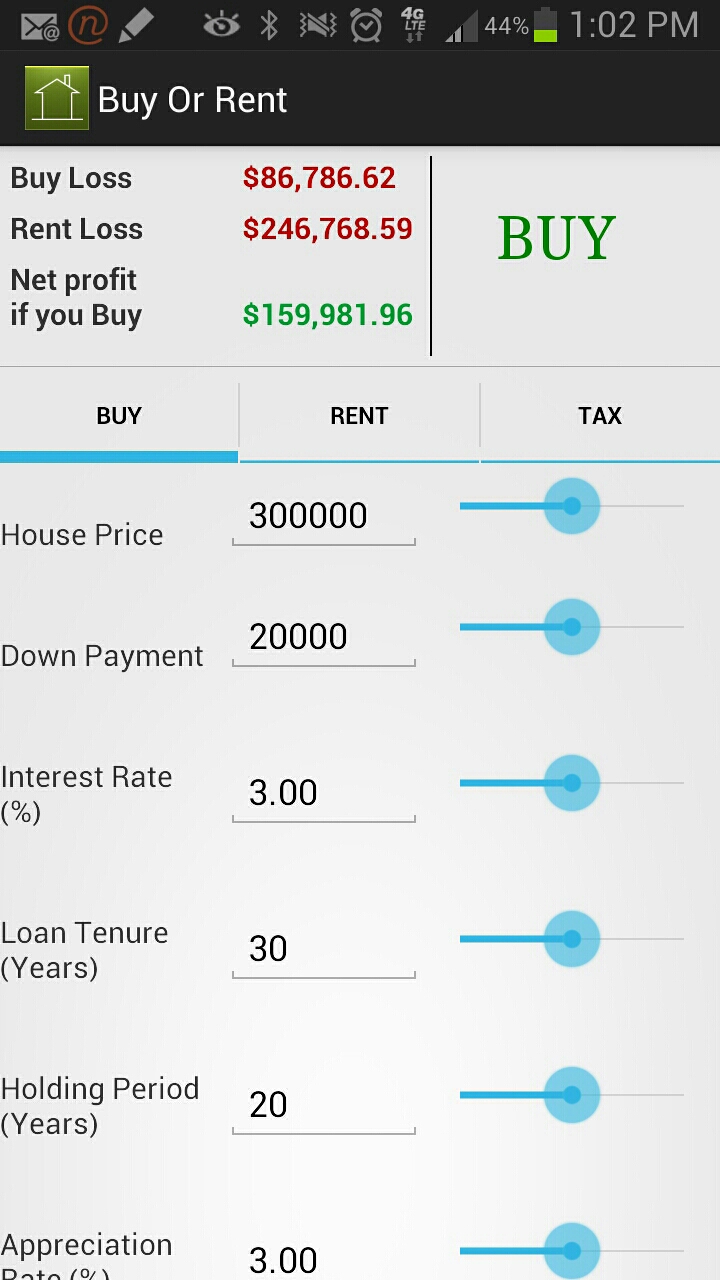 4G
LTE
44%
1:02 PM
Buy Or Rent
Buy Loss $86,786.62
Rent Loss $246,768.59
Net profit
if you Buy $159,981.96
BUY
BUY RENT TAX
House Price 300000
Down Payment 20000
Interest Rate
(%) 3.00
Loan Tenure
(Years) 30
Holding Period
(Years) 20
Appreciation
Rate (%) 3.00